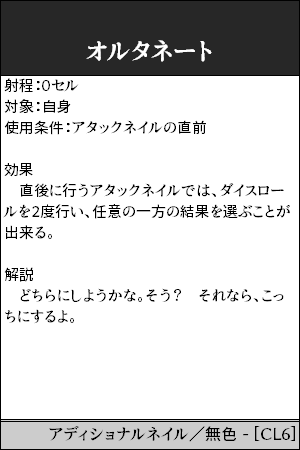 オルタネート
射程：0セル
対象：自身
使用条件：アタックネイルの直前
効果
　直後に行うアタックネイルでは、ダイスロー
ルを2度行い、任意の一方の結果を選ぶことが
出来る。
解説
　どちらにしようかな。そう？　それなら、こっ
ちにするよ。
アディショナルネイル／無色 - [CL6]